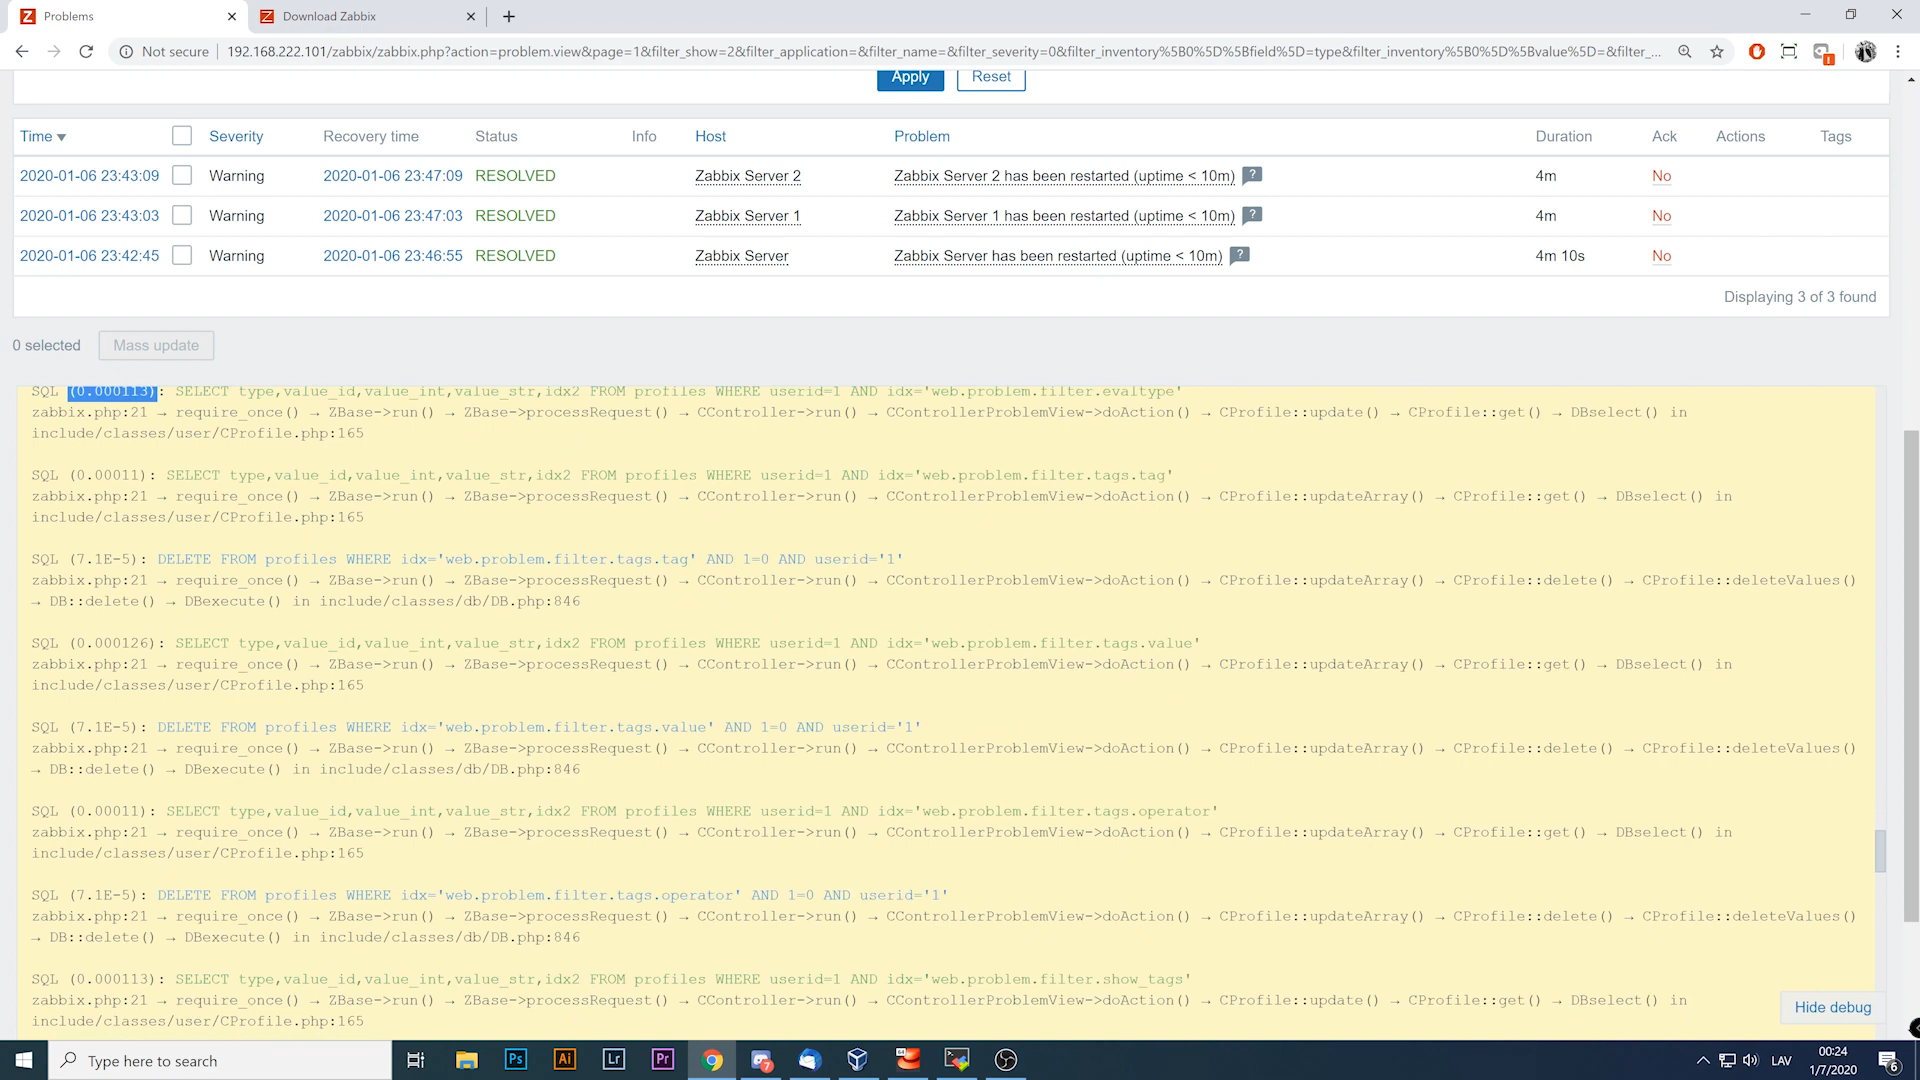 Problems
Download Zabbix
Not secure
192.168.222.101/zabbix/zabbix.php?action=problem.view&page=1&filter_show=2&filter_application=&filter_name=&filter_severity=0&filter_inventory%5B0%5D%5Bfield%5D=type&filter_inventory%5B0%5D%5Bvalue%5D=&filter_...
Apply Reset
Time Severity Recovery time Status Info Host Problem Duration Ack Actions Tags
2020-01-06 23:43:09 Warning 2020-01-06 23:47:09 RESOLVED Zabbix Server 2 Zabbix Server 2 has been restarted (uptime < 10m) ? 4m No
2020-01-06 23:43:03 Warning 2020-01-06 23:47:03 RESOLVED Zabbix Server 1 Zabbix Server 1 has been restarted (uptime < 10m) ? 4m No
2020-01-06 23:42:45 Warning 2020-01-06 23:46:55 RESOLVED Zabbix Server Zabbix Server has been restarted (uptime < 10m) ? 4m 10s No
Displaying 3 of 3 found
0 selected Mass update
SQL (0.000113): SELECT type,value_id,value_int,value_str,idx2 FROM profiles WHERE userid=1 AND idx='web.problem.filter.evaltype'
zabbix.php:21 → require_once() → ZBase->run() → ZBase->processRequest() → CController->run() → CControllerProblemView->doAction() → CProfile::update() → CProfile::get() → DBselect() in
include/classes/user/CProfile.php:165
SQL (0.00011): SELECT type,value_id,value_int,value_str,idx2 FROM profiles WHERE userid=1 AND idx='web.problem.filter.tags.tag'
zabbix.php:21 → require_once() → ZBase->run() → ZBase->processRequest() → CController->run() → CControllerProblemView->doAction() → CProfile::updateArray() → CProfile::get() → DBselect() in
include/classes/user/CProfile.php:165
SQL (7.1E-5): DELETE FROM profiles WHERE idx='web.problem.filter.tags.tag' AND 1=0 AND userid='1'
zabbix.php:21 → require_once() → ZBase->run() → ZBase->processRequest() → CController->run() → CControllerProblemView->doAction() → CProfile::updateArray() → CProfile::delete() → CProfile::deleteValues()
→ DB::delete() → DBexecute() in include/classes/db/DB.php:846
SQL (0.000126): SELECT type,value_id,value_int,value_str,idx2 FROM profiles WHERE userid=1 AND idx='web.problem.filter.tags.value'
zabbix.php:21 → require_once() → ZBase->run() → ZBase->processRequest() → CController->run() → CControllerProblemView->doAction() → CProfile::updateArray() → CProfile::get() → DBselect() in
include/classes/user/CProfile.php:165
SQL (7.1E-5): DELETE FROM profiles WHERE idx='web.problem.filter.tags.value' AND 1=0 AND userid='1'
zabbix.php:21 → require_once() → ZBase->run() → ZBase->processRequest() → CController->run() → CControllerProblemView->doAction() → CProfile::updateArray() → CProfile::delete() → CProfile::deleteValues()
→ DB::delete() → DBexecute() in include/classes/db/DB.php:846
SQL (0.00011): SELECT type,value_id,value_int,value_str,idx2 FROM profiles WHERE userid=1 AND idx='web.problem.filter.tags.operator'
zabbix.php:21 → require_once() → ZBase->run() → ZBase->processRequest() → CController->run() → CControllerProblemView->doAction() → CProfile::updateArray() → CProfile::get() → DBselect() in
include/classes/user/CProfile.php:165
SQL (7.1E-5): DELETE FROM profiles WHERE idx='web.problem.filter.tags.operator' AND 1=0 AND userid='1'
zabbix.php:21 → require_once() → ZBase->run() → ZBase->processRequest() → CController->run() → CControllerProblemView->doAction() → CProfile::updateArray() → CProfile::delete() → CProfile::deleteValues()
→ DB::delete() → DBexecute() in include/classes/db/DB.php:846
SQL (0.000113): SELECT type,value_id,value_int,value_str,idx2 FROM profiles WHERE userid=1 AND idx='web.problem.filter.show_tags'
zabbix.php:21 → require_once() → ZBase->run() → ZBase->processRequest() → CController->run() → CControllerProblemView->doAction() → CProfile::update() → CProfile::get() → DBselect() in
include/classes/user/CProfile.php:165
Hide debug
Type here to search
Ps Ai Lr Pr 7 64
LAV
00:24
1/7/2020
6